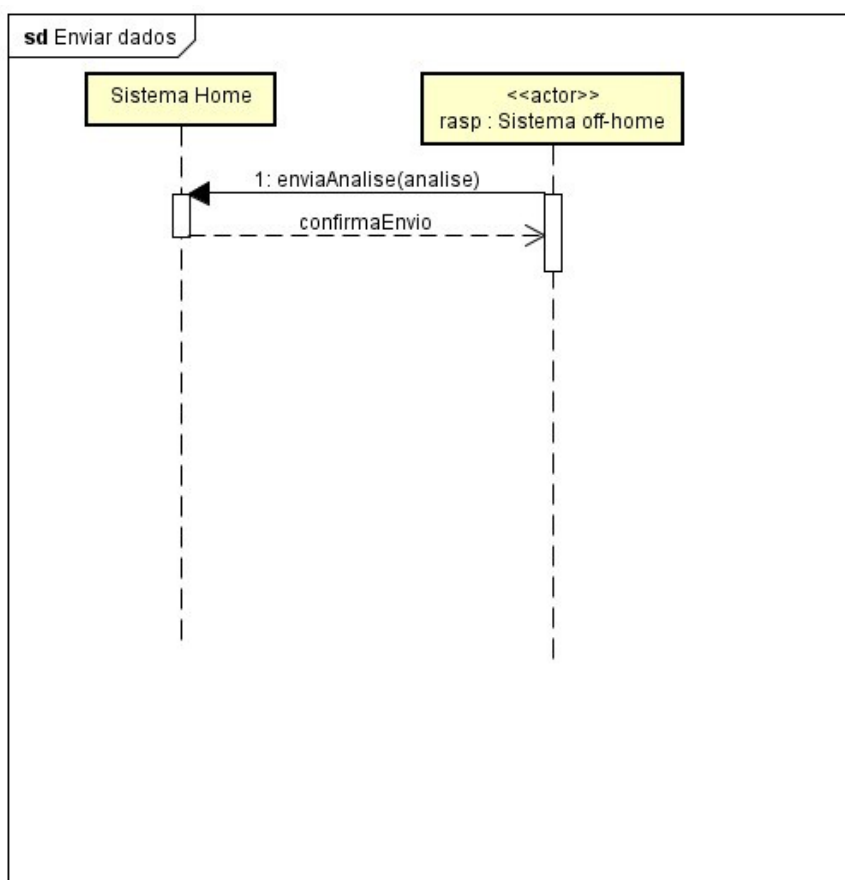 sd Enviar dados
Sistema Home
<<actor>>
rasp : Sistema off-home
1: enviaAnalise(analise)
confirmaEnvio